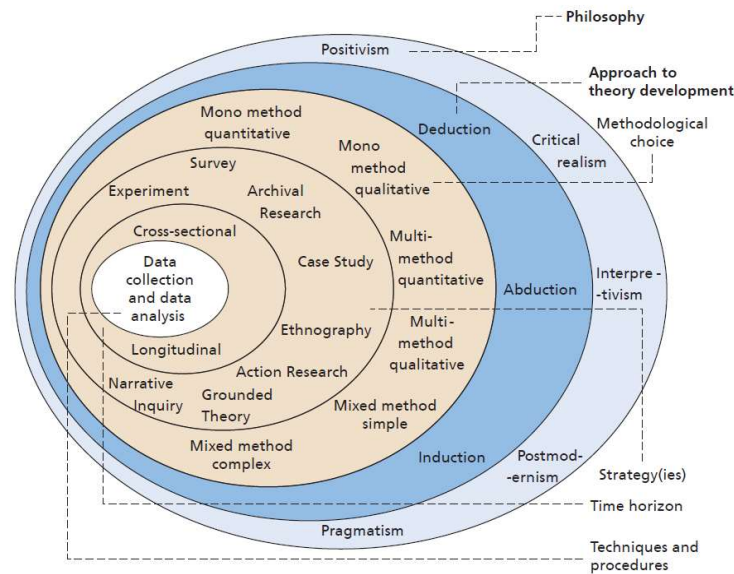 Philosophy
Positivism
Approach to
theory development
Mono method
quantitative
Deduction
Methodological
choice
Critical
realism
Mono
method
qualitative
Survey
Experiment
Archival
Research
Cross-sectional
Multi-
method
quantitative
Case Study
Data
collection
and data
analysis
Abduction
Interpre-
-tivism
Ethnography
Multi-
method
qualitative
Longitudinal
Action Research
Narrative
Inquiry
Grounded
Theory
Mixed method
simple
Mixed method
complex
Induction
Postmod-
-ernism
Strategy(ies)
Time horizon
Pragmatism
Techniques and
procedures